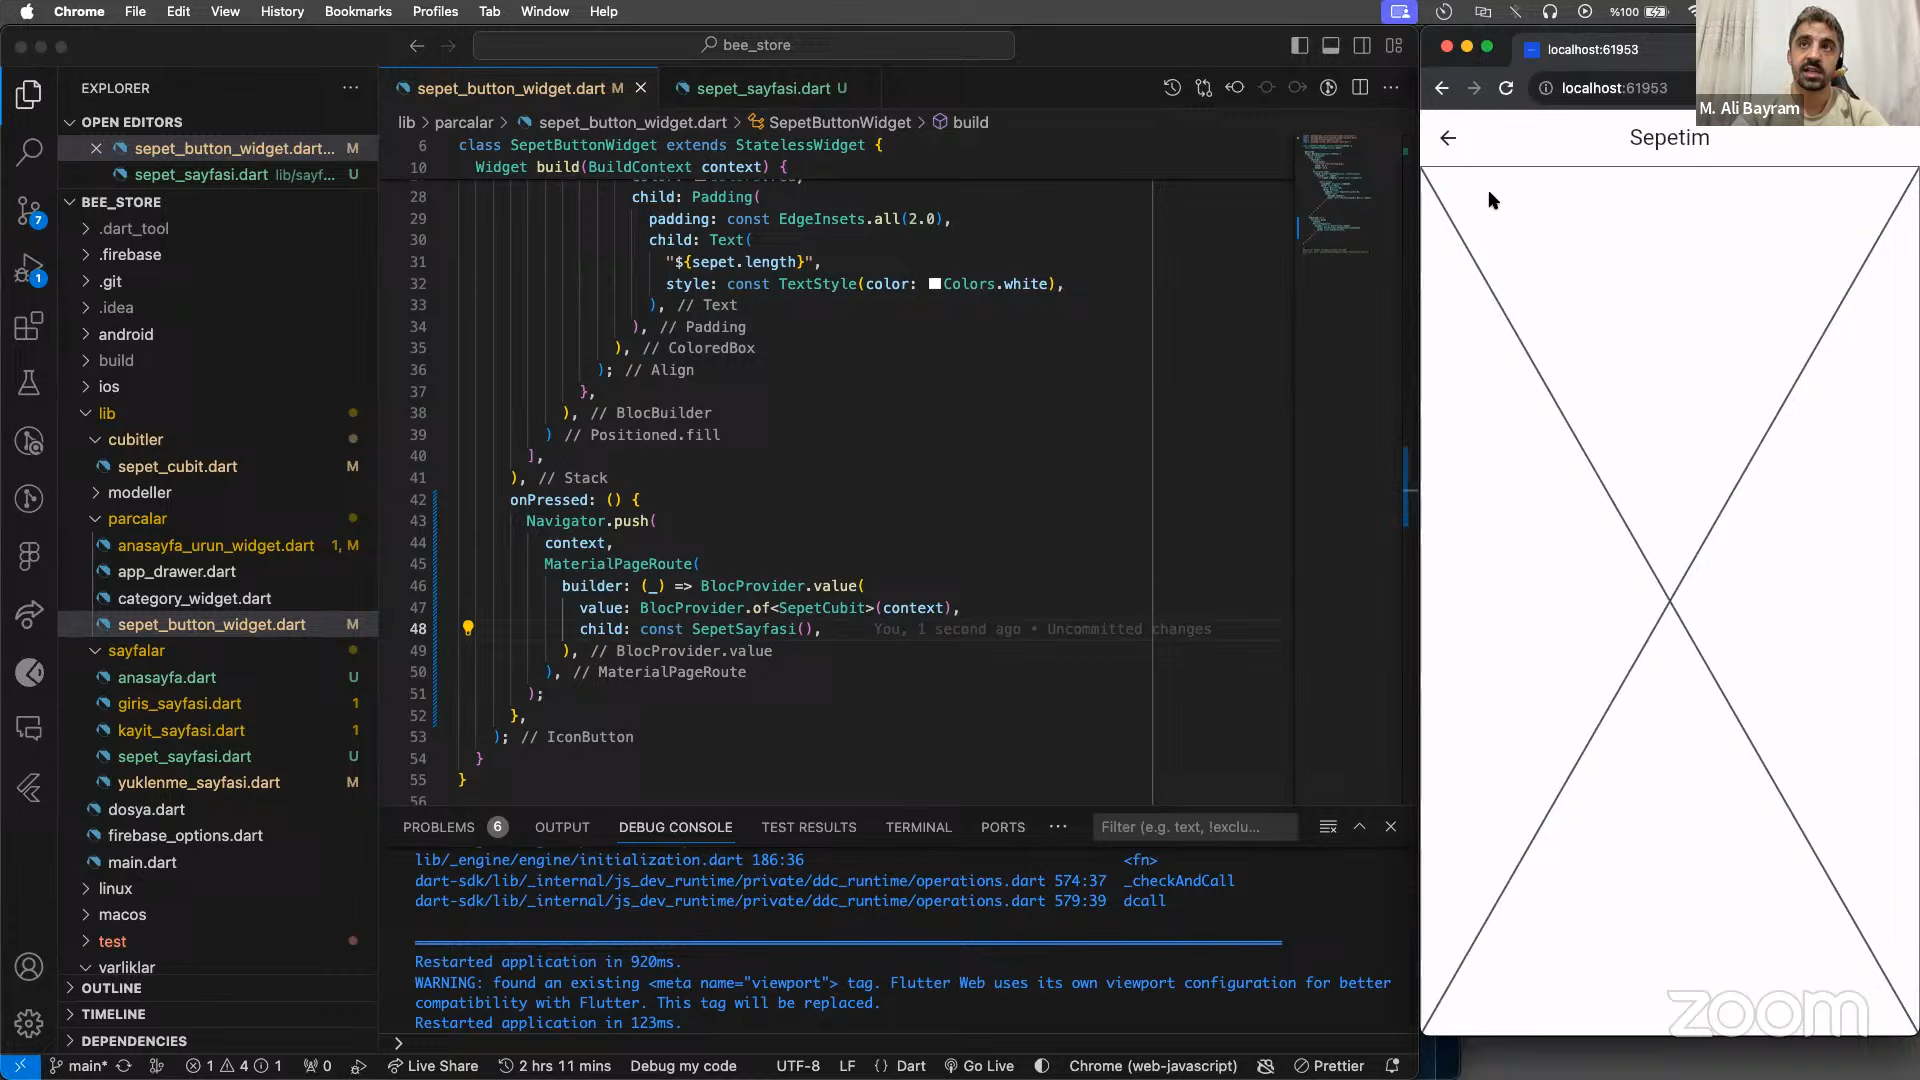 Chrome File Edit View History Bookmarks Profiles Tab Window Help
%100
bee_store
localhost:61953
localhost:61953
M. Ali Bayram
EXPLORER
OPEN EDITORS
sepet_button_widget.dart... M
sepet_sayfasi.dart lib/sayf... U
BEE_STORE
.dart_tool
.firebase
.git
.idea
android
build
ios
lib
cubitler
sepet_cubit.dart M
modeller
parcalar
anasayfa_urun_widget.dart 1, M
app_drawer.dart
category_widget.dart
sepet_button_widget.dart M
sayfalar
anasayfa.dart U
giris_sayfasi.dart 1
kayit_sayfasi.dart 1
sepet_sayfasi.dart U
yuklenme_sayfasi.dart M
dosya.dart
firebase_options.dart
main.dart
linux
macos
test
varliklar
OUTLINE
TIMELINE
DEPENDENCIES
7
1
sepet_button_widget.dart M
sepet_sayfasi.dart U
lib > parcalar > sepet_button_widget.dart > SepetButtonWidget > build
6 class SepetButtonWidget extends StatelessWidget {
10 Widget build(BuildContext context) {
28 child: Padding(
29 padding: const EdgeInsets.all(2.0),
30 child: Text(
31 "${sepet.length}",
32 style: const TextStyle(color: Colors.white),
33 ), // Text
34 ), // Padding
35 ), // ColoredBox
36 ); // Align
37 },
38 ), // BlocBuilder
39 ) // Positioned.fill
40 ],
41 ), // Stack
42 onPressed: () {
43 Navigator.push(
44 context,
45 MaterialPageRoute(
46 builder: (_) => BlocProvider.value(
47 value: BlocProvider.of<SepetCubit>(context),
48 child: const SepetSayfasi(), You, 1 second ago • Uncommitted changes
49 ), // BlocProvider.value
50 ), // MaterialPageRoute
51 );
52 },
53 ); // IconButton
54 }
55 }
56
PROBLEMS 6 OUTPUT DEBUG CONSOLE TEST RESULTS TERMINAL PORTS
Filter (e.g. text, !exclu...
lib/_engine/engine/initialization.dart 186:36 <fn>
dart-sdk/lib/_internal/js_dev_runtime/private/ddc_runtime/operations.dart 574:37 _checkAndCall
dart-sdk/lib/_internal/js_dev_runtime/private/ddc_runtime/operations.dart 579:39 dcall
Restarted application in 920ms.
WARNING: found an existing <meta name="viewport"> tag. Flutter Web uses its own viewport configuration for better
compatibility with Flutter. This tag will be replaced.
Restarted application in 123ms.
main* 1 4 1 0 Live Share 2 hrs 11 mins Debug my code UTF-8 LF {} Dart Go Live Chrome (web-javascript) Prettier
Sepetim
zoom